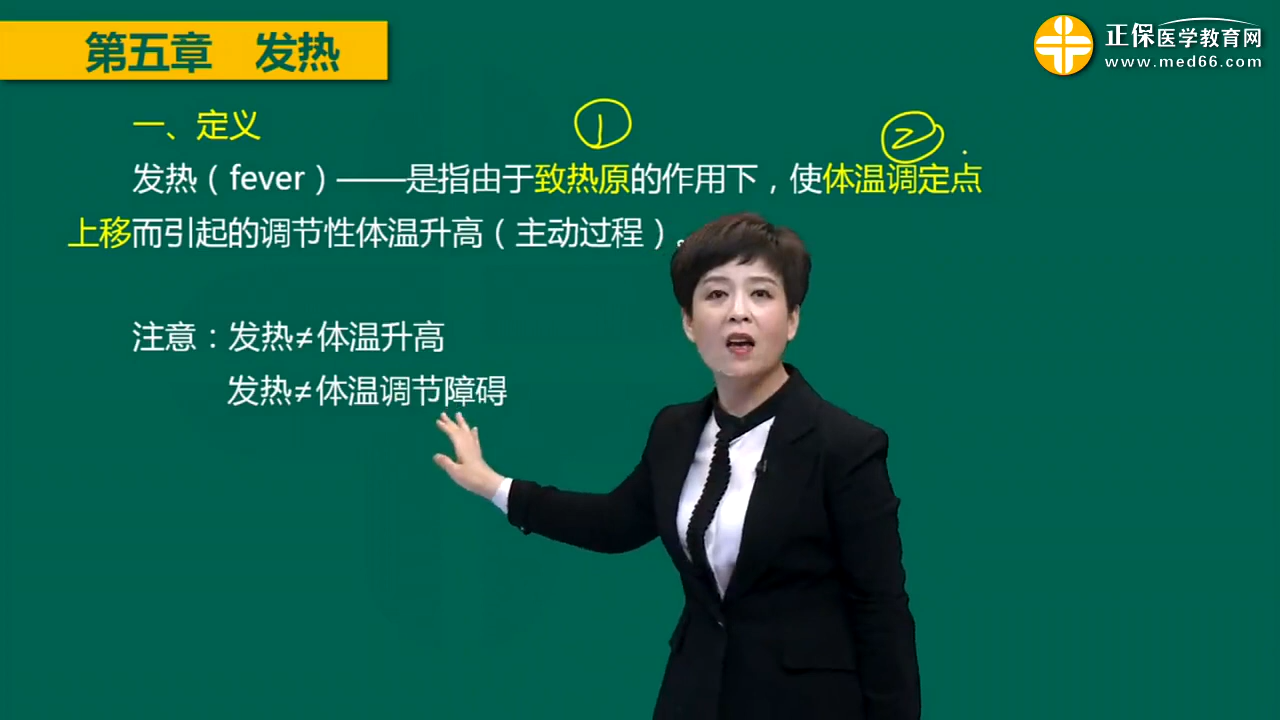 第五章 发热
正保医学教育网
www.med66.com
一、定义
① ②
发热（fever）——是指由于致热原的作用下，使体温调定点
上移而引起的调节性体温升高（主动过程）。
注意：发热≠体温升高
发热≠体温调节障碍